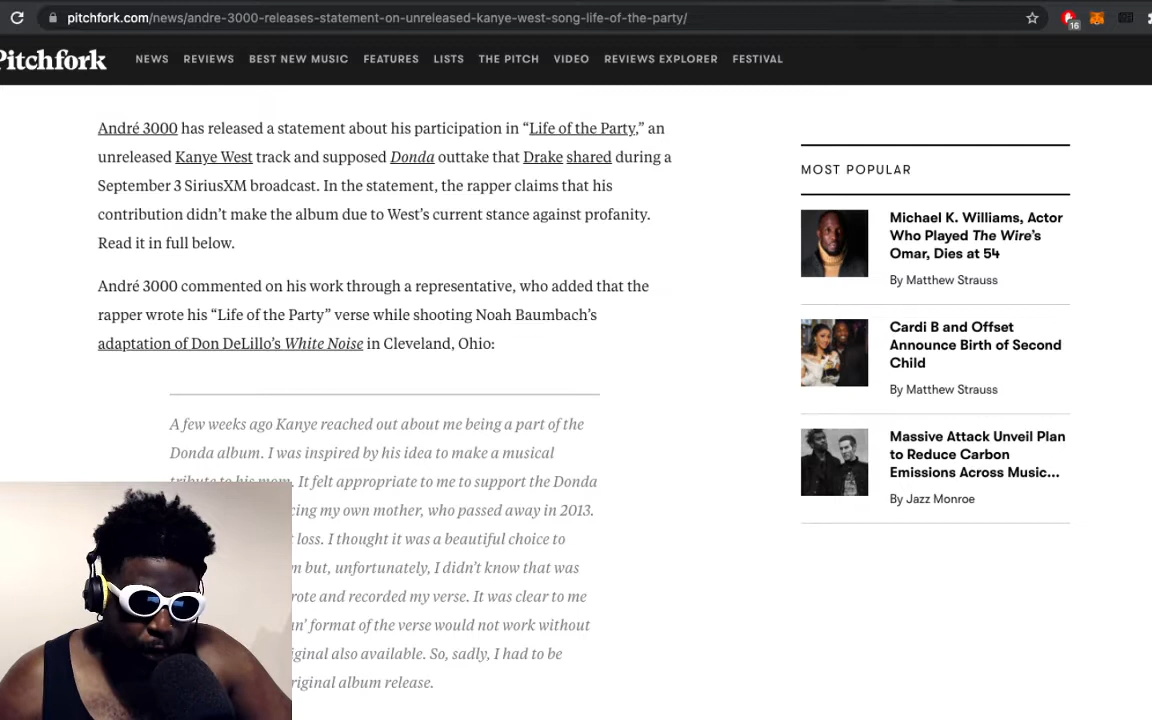 pitchfork.com/news/andre-3000-releases-statement-on-unreleased-kanye-west-song-life-of-the-party/
16
Pitchfork
NEWS REVIEWS BEST NEW MUSIC FEATURES LISTS THE PITCH VIDEO REVIEWS EXPLORER FESTIVAL
André 3000 has released a statement about his participation in “Life of the Party,” an
unreleased Kanye West track and supposed Donda outtake that Drake shared during a
September 3 SiriusXM broadcast. In the statement, the rapper claims that his
contribution didn’t make the album due to West’s current stance against profanity.
Read it in full below.
André 3000 commented on his work through a representative, who added that the
rapper wrote his “Life of the Party” verse while shooting Noah Baumbach’s
adaptation of Don DeLillo’s White Noise in Cleveland, Ohio:
A few weeks ago Kanye reached out about me being a part of the
Donda album. I was inspired by his idea to make a musical
tribute to his mom. It felt appropriate to me to support the Donda
my own mother, who passed away in 2013.
loss. I thought it was a beautiful choice to
but, unfortunately, I didn’t know that was
and recorded my verse. It was clear to me
format of the verse would not work without
also available. So, sadly, I had to be
album release.
MOST POPULAR
Michael K. Williams, Actor
Who Played The Wire’s
Omar, Dies at 54
By Matthew Strauss
Cardi B and Offset
Announce Birth of Second
Child
By Matthew Strauss
Massive Attack Unveil Plan
to Reduce Carbon
Emissions Across Music...
By Jazz Monroe